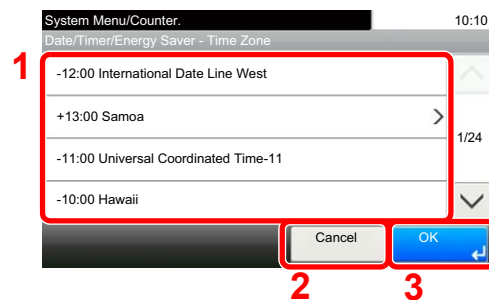 System Menu/Counter.
10:10
Date/Timer/Energy Saver - Time Zone
1
-12:00 International Date Line West
+13:00 Samoa
1/24
-11:00 Universal Coordinated Time-11
-10:00 Hawaii
Cancel
OK
2
3